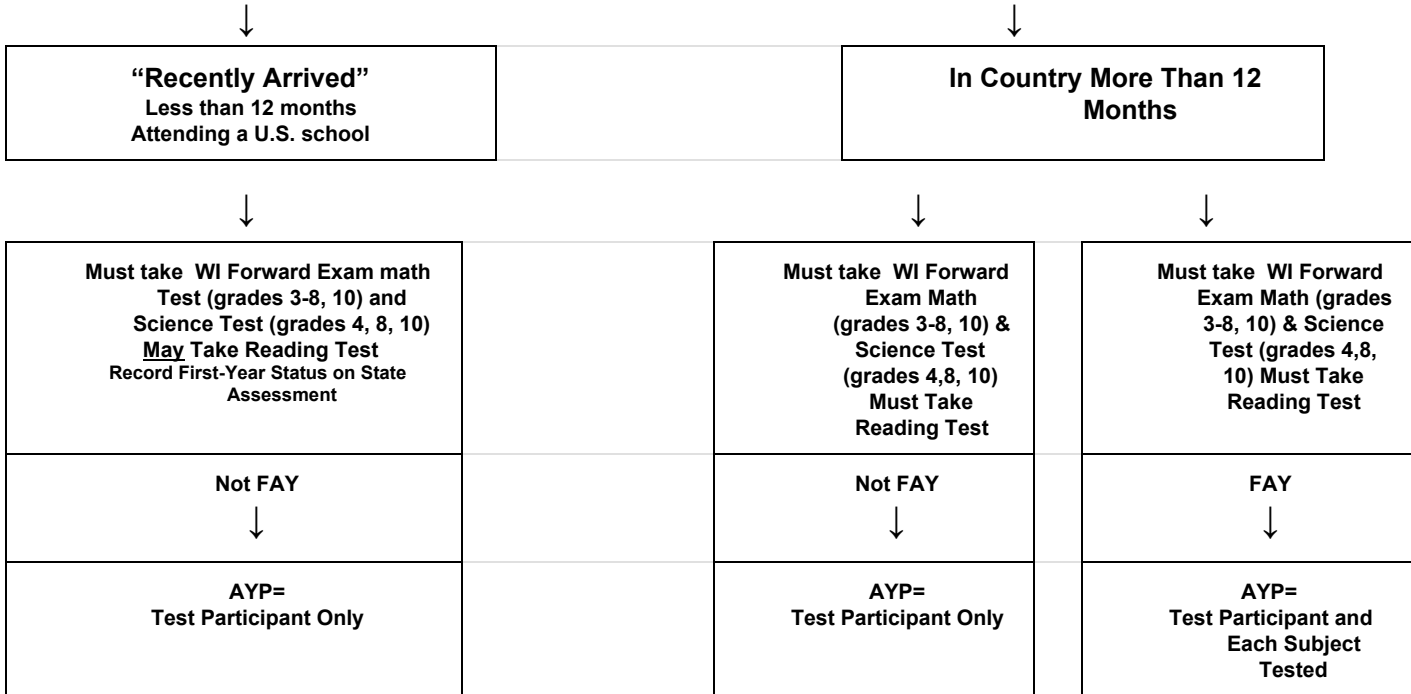 ↓
↓
“Recently Arrived”
Less than 12 months
Attending a U.S. school
In Country More Than 12
Months
↓
↓
↓
Must take WI Forward Exam math
Test (grades 3-8, 10) and
Science Test (grades 4, 8, 10)
May Take Reading Test
Record First-Year Status on State
Assessment
Must take WI Forward
Exam Math
(grades 3-8, 10) &
Science Test
(grades 4,8, 10)
Must Take
Reading Test
Must take WI Forward
Exam Math (grades
3-8, 10) & Science
Test (grades 4,8,
10) Must Take
Reading Test
Not FAY
↓
Not FAY
↓
FAY
↓
AYP=
Test Participant Only
AYP=
Test Participant Only
AYP=
Test Participant and
Each Subject
Tested